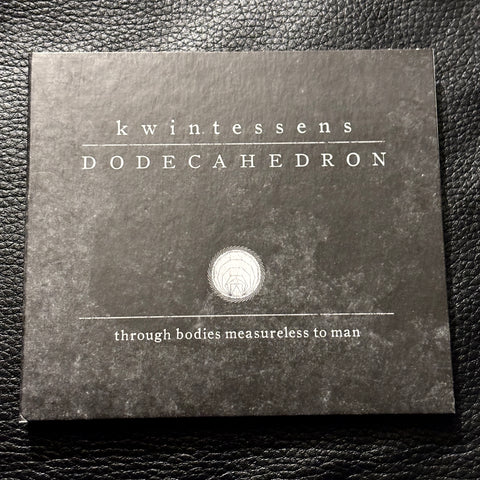 kwintessens
DODECAHEDRON
through bodies measureless to man